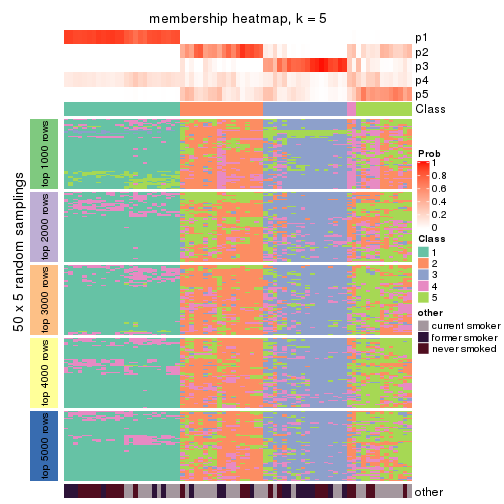 membership heatmap, k = 5
p1
p2
p3
p4
p5
Class
50 x 5 random samplings
top 1000 rows
top 2000 rows
top 3000 rows
top 4000 rows
top 5000 rows
other
Prob
1
0.8
0.6
0.4
0.2
0
Class
1
2
3
4
5
other
current smoker
former smoker
never smoked